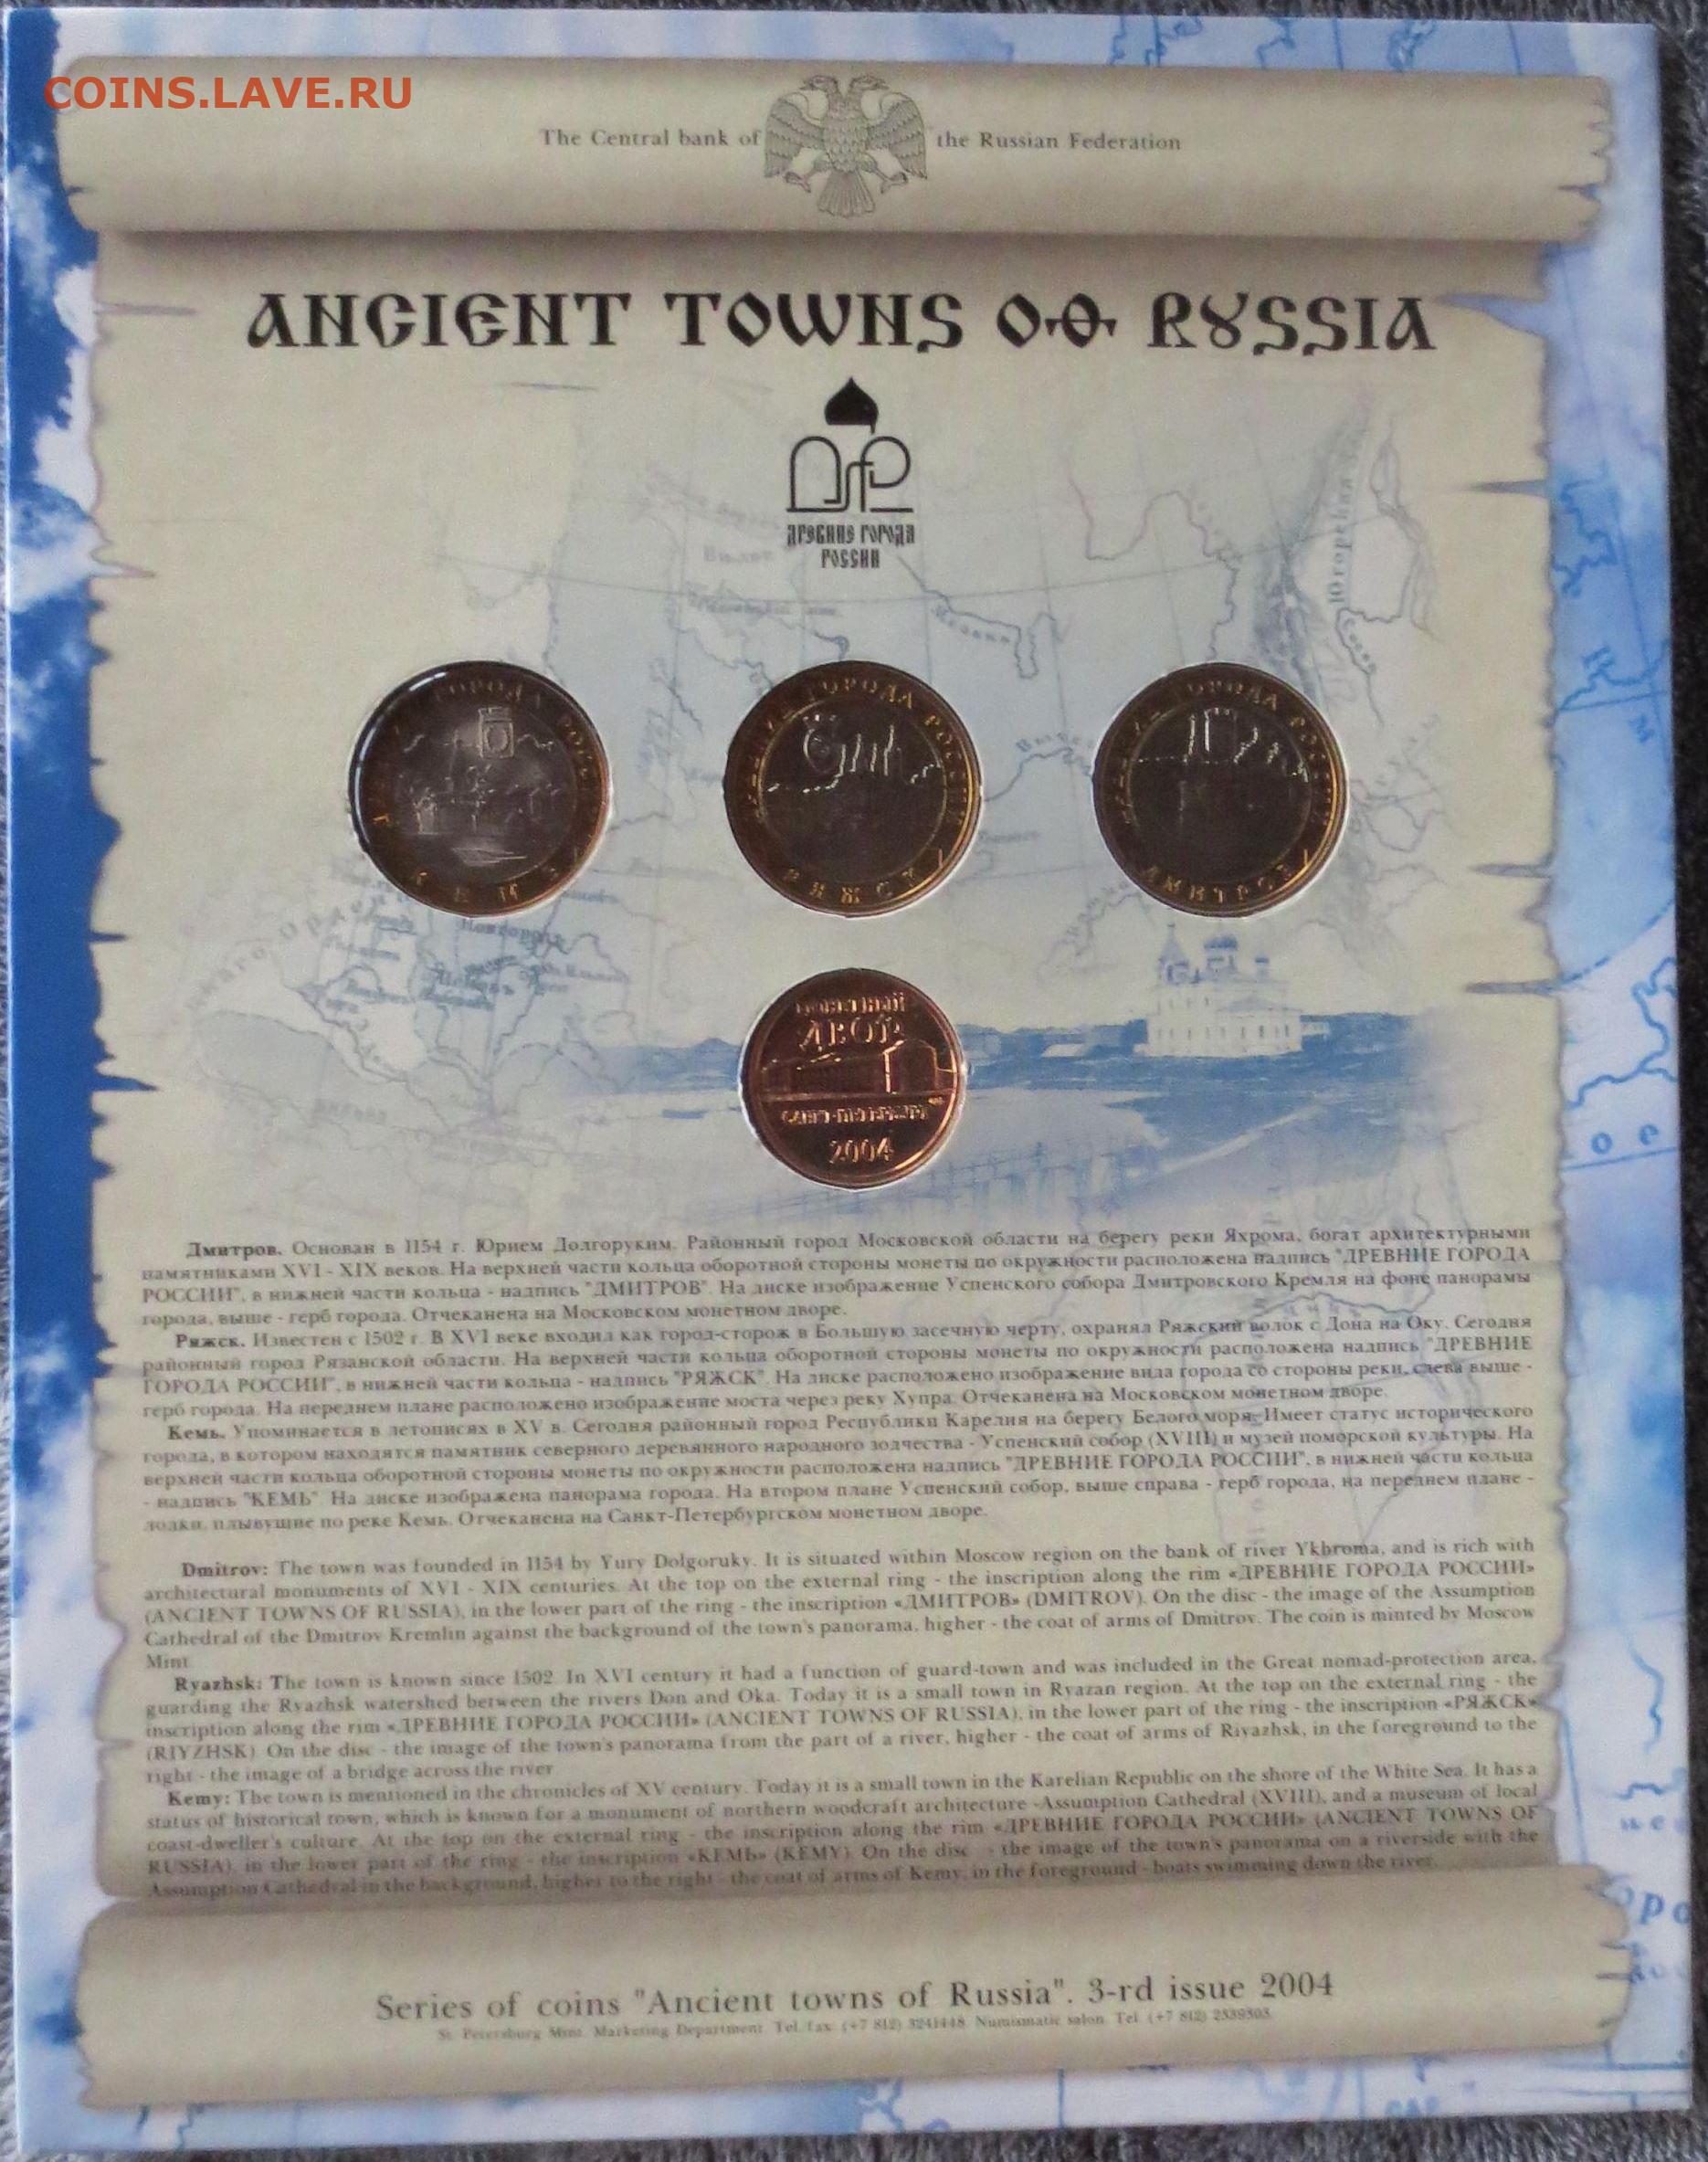 COINS.LAVE.RU
The Central bank of the Russian Federation
ANCIENT TOWNS OF RUSSIA
ДРЕВНИЕ ГОРОДА
РОССИИ
ГОРОДА РОССИИ
РЯЖСК
ДМИТРОВ
МОНЕТНЫЙ
ДВОР
САНКТ-ПЕТЕРБУРГ
2004
Дмитров. Основан в 1154 г. Юрием Долгоруким. Районный город Московской области на берегу реки Яхрома, богат архитектурными
памятниками XVI - XIX веков. На верхней части кольца оборотной стороны монеты по окружности расположена надпись "ДРЕВНИЕ ГОРОДА
РОССИИ", в нижней части кольца - надпись "ДМИТРОВ". На диске изображение Успенского собора Дмитровского Кремля на фоне панорамы
города, выше - герб города. Отчеканена на Московском монетном дворе.
Ряжск. Известен с 1502 г. В XVI веке входил как город-сторож в Большую засечную черту, охранял Ряжский волок с Дона на Оку. Сегодня
районный город Рязанской области. На верхней части кольца оборотной стороны монеты по окружности расположена надпись "ДРЕВНИЕ
ГОРОДА РОССИИ", в нижней части кольца - надпись "РЯЖСК". На диске расположено изображение вида города со стороны реки, слева выше -
герб города. На переднем плане расположено изображение моста через реку Хупра. Отчеканена на Московском монетном дворе.
Кемь. Упоминается в летописях в XV в. Сегодня районный город Республики Карелия на берегу Белого моря. Имеет статус исторического
города, в котором находятся памятник северного деревянного народного зодчества - Успенский собор (XVIII) и музей поморской культуры. На
верхней части кольца оборотной стороны монеты по окружности расположена надпись "ДРЕВНИЕ ГОРОДА РОССИИ", в нижней части кольца
- надпись "КЕМЬ". На диске изображена панорама города. На втором плане Успенский собор, выше справа - герб города, на переднем плане -
лодки, плывущие по реке Кемь. Отчеканена на Санкт-Петербургском монетном дворе.
Dmitrov: The town was founded in 1154 by Yury Dolgoruky. It is situated within Moscow region on the bank of river Ykhroma, and is rich with
architectural monuments of XVI - XIX centuries. At the top on the external ring - the inscription along the rim «ДРЕВНИЕ ГОРОДА РОССИИ»
(ANCIENT TOWNS OF RUSSIA), in the lower part of the ring - the inscription «ДМИТРОВ» (DMITROV). On the disc - the image of the Assumption
Cathedral of the Dmitrov Kremlin against the background of the town's panorama, higher - the coat of arms of Dmitrov. The coin is minted by Moscow
Mint.
Ryazhsk: The town is known since 1502. In XVI century it had a function of guard-town and was included in the Great nomad-protection area,
guarding the Ryazhsk watershed between the rivers Don and Oka. Today it is a small town in Ryazan region. At the top on the external ring - the
inscription along the rim «ДРЕВНИЕ ГОРОДА РОССИИ» (ANCIENT TOWNS OF RUSSIA), in the lower part of the ring - the inscription «РЯЖСК»
(RIYZHSK). On the disc - the image of the town's panorama from the part of a river, higher - the coat of arms of Riyazhsk, in the foreground to the
right - the image of a bridge across the river.
Kemy: The town is mentioned in the chronicles of XV century. Today it is a small town in the Karelian Republic on the shore of the White Sea. It has a
status of historical town, which is known for a monument of northern woodcraft architecture -Assumption Cathedral (XVIII), and a museum of local
coast-dweller's culture. At the top on the external ring - the inscription along the rim «ДРЕВНИЕ ГОРОДА РОССИИ» (ANCIENT TOWNS OF
RUSSIA), in the lower part of the ring - the inscription «КЕМЬ» (KEMY). On the disc - the image of the town's panorama on a riverside with the
Assumption Cathedral in the background, higher to the right - the coat of arms of Kemy, in the foreground - boats swimming down the river.
Series of coins "Ancient towns of Russia". 3-rd issue 2004
St. Petersburg Mint. Marketing Department. Tel./fax: (+7 812) 3241448. Numismatic salon. Tel. (+7 812) 2339303.